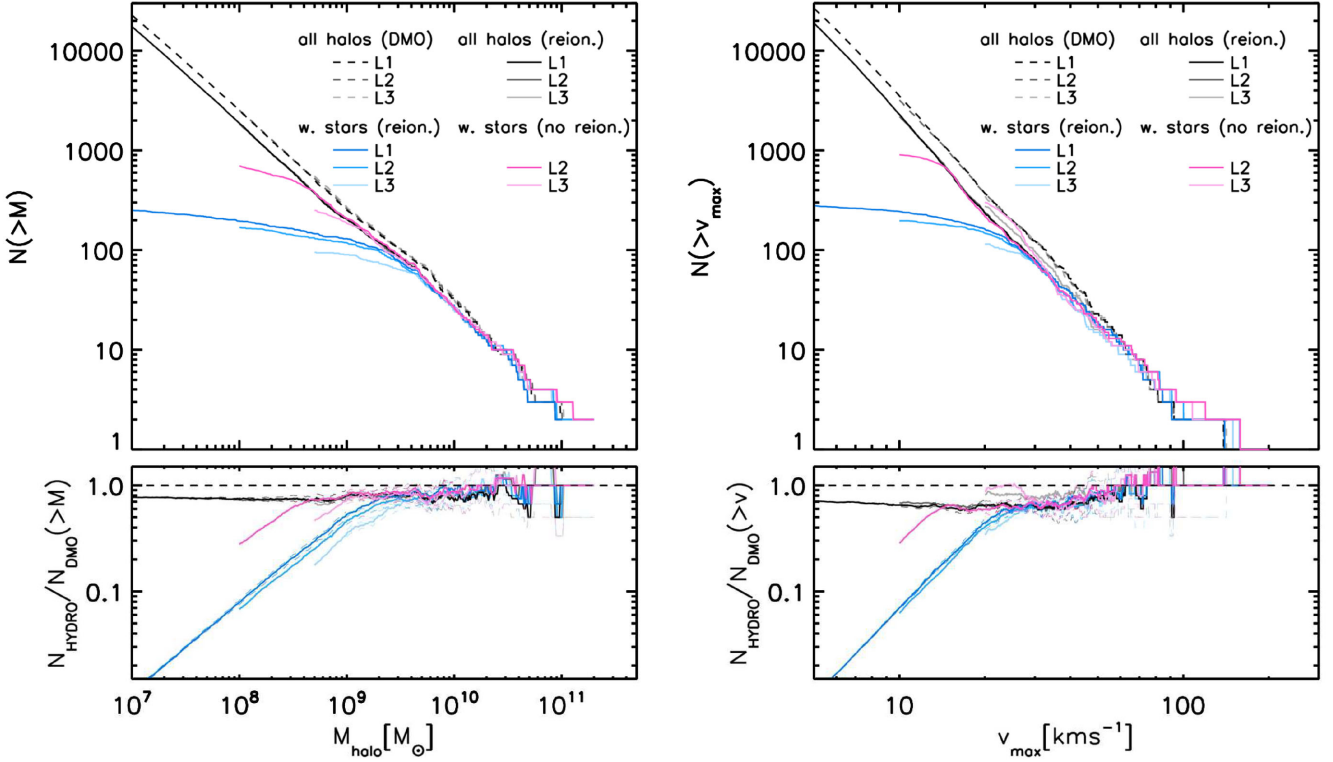 all halos (DMO) all halos (reion.)
L1 L1
L2 L2
L3 L3
w. stars (reion.) w. stars (no reion.)
L1
L2 L2
L3 L3
10000
1000
100
10
1
N(>M)
all halos (DMO) all halos (reion.)
L1 L1
L2 L2
L3 L3
w. stars (reion.) w. stars (no reion.)
L1
L2 L2
L3 L3
10000
1000
100
10
1
N(>v_max)
1.0
0.1
N_HYDRO/N_DMO(>M)
10^7 10^8 10^9 10^10 10^11
M_halo[M_⊙]
1.0
0.1
N_HYDRO/N_DMO(>v)
10 100
v_max[kms^-1]